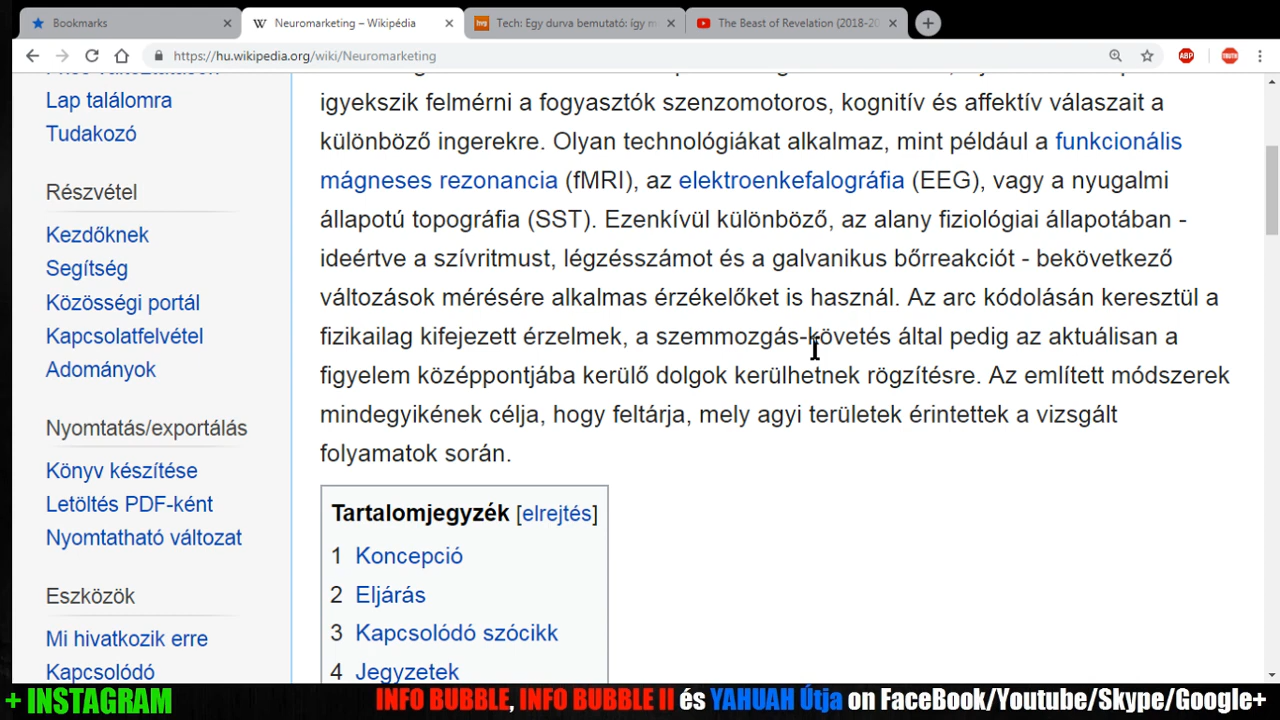 Bookmarks
Neuromarketing – Wikipédia
Tech: Egy durva bemutató: így
The Beast of Revelation (2018-20
https://hu.wikipedia.org/wiki/Neuromarketing
ABP
Lap találomra
Tudakozó
Részvétel
Kezdőknek
Segítség
Közösségi portál
Kapcsolatfelvétel
Adományok
Nyomtatás/exportálás
Könyv készítése
Letöltés PDF-ként
Nyomtatható változat
Eszközök
Mi hivatkozik erre
Kapcsolódó
igyekszik felmérni a fogyasztók szenzomotoros, kognitív és affektív válaszait a
különböző ingerekre. Olyan technológiákat alkalmaz, mint például a funkcionális
mágneses rezonancia (fMRI), az elektroenkefalográfia (EEG), vagy a nyugalmi
állapotú topográfia (SST). Ezenkívül különböző, az alany fiziológiai állapotában -
ideértve a szívritmust, légzésszámot és a galvanikus bőrreakciót - bekövetkező
változások mérésére alkalmas érzékelőket is használ. Az arc kódolásán keresztül a
fizikailag kifejezett érzelmek, a szemmozgás-követés által pedig az aktuálisan a
figyelem középpontjába kerülő dolgok kerülhetnek rögzítésre. Az említett módszerek
mindegyikének célja, hogy feltárja, mely agyi területek érintettek a vizsgált
folyamatok során.
Tartalomjegyzék [elrejtés]
1 Koncepció
2 Eljárás
3 Kapcsolódó szócikk
4 Jegyzetek
+ INSTAGRAM
INFO BUBBLE, INFO BUBBLE II és YAHUAH Útja on FaceBook/Youtube/Skype/Google+